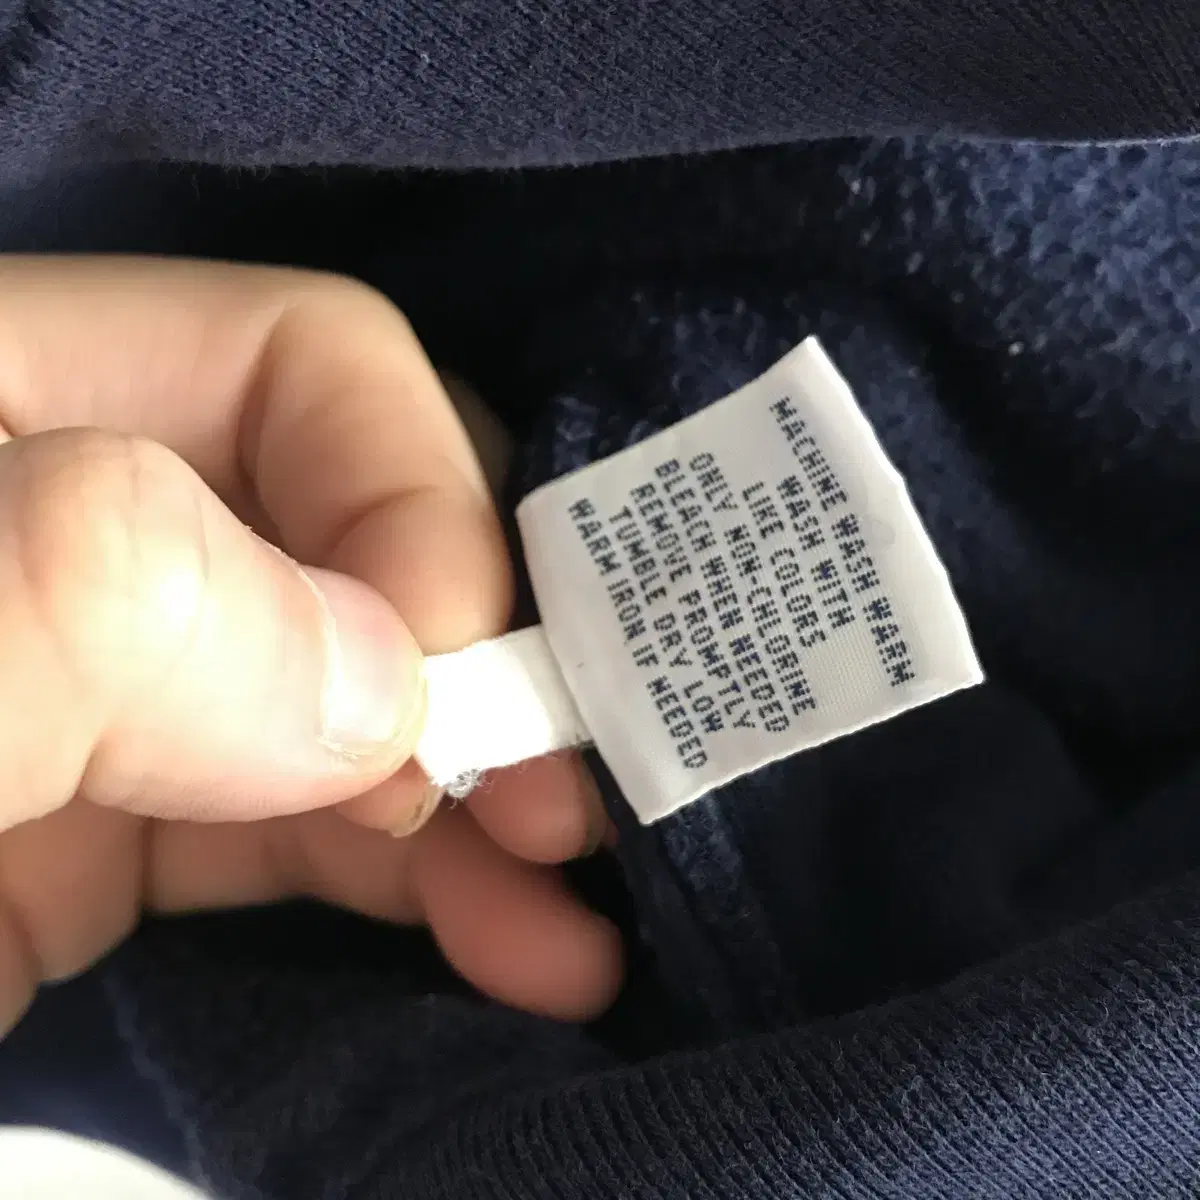 MACHINE WASH WARM
WASH WITH
LIKE COLORS
ONLY NON-CHLORINE
BLEACH WHEN NEEDED
REMOVE PROMPTLY
TUMBLE DRY LOW
WARM IRON IF NEEDED